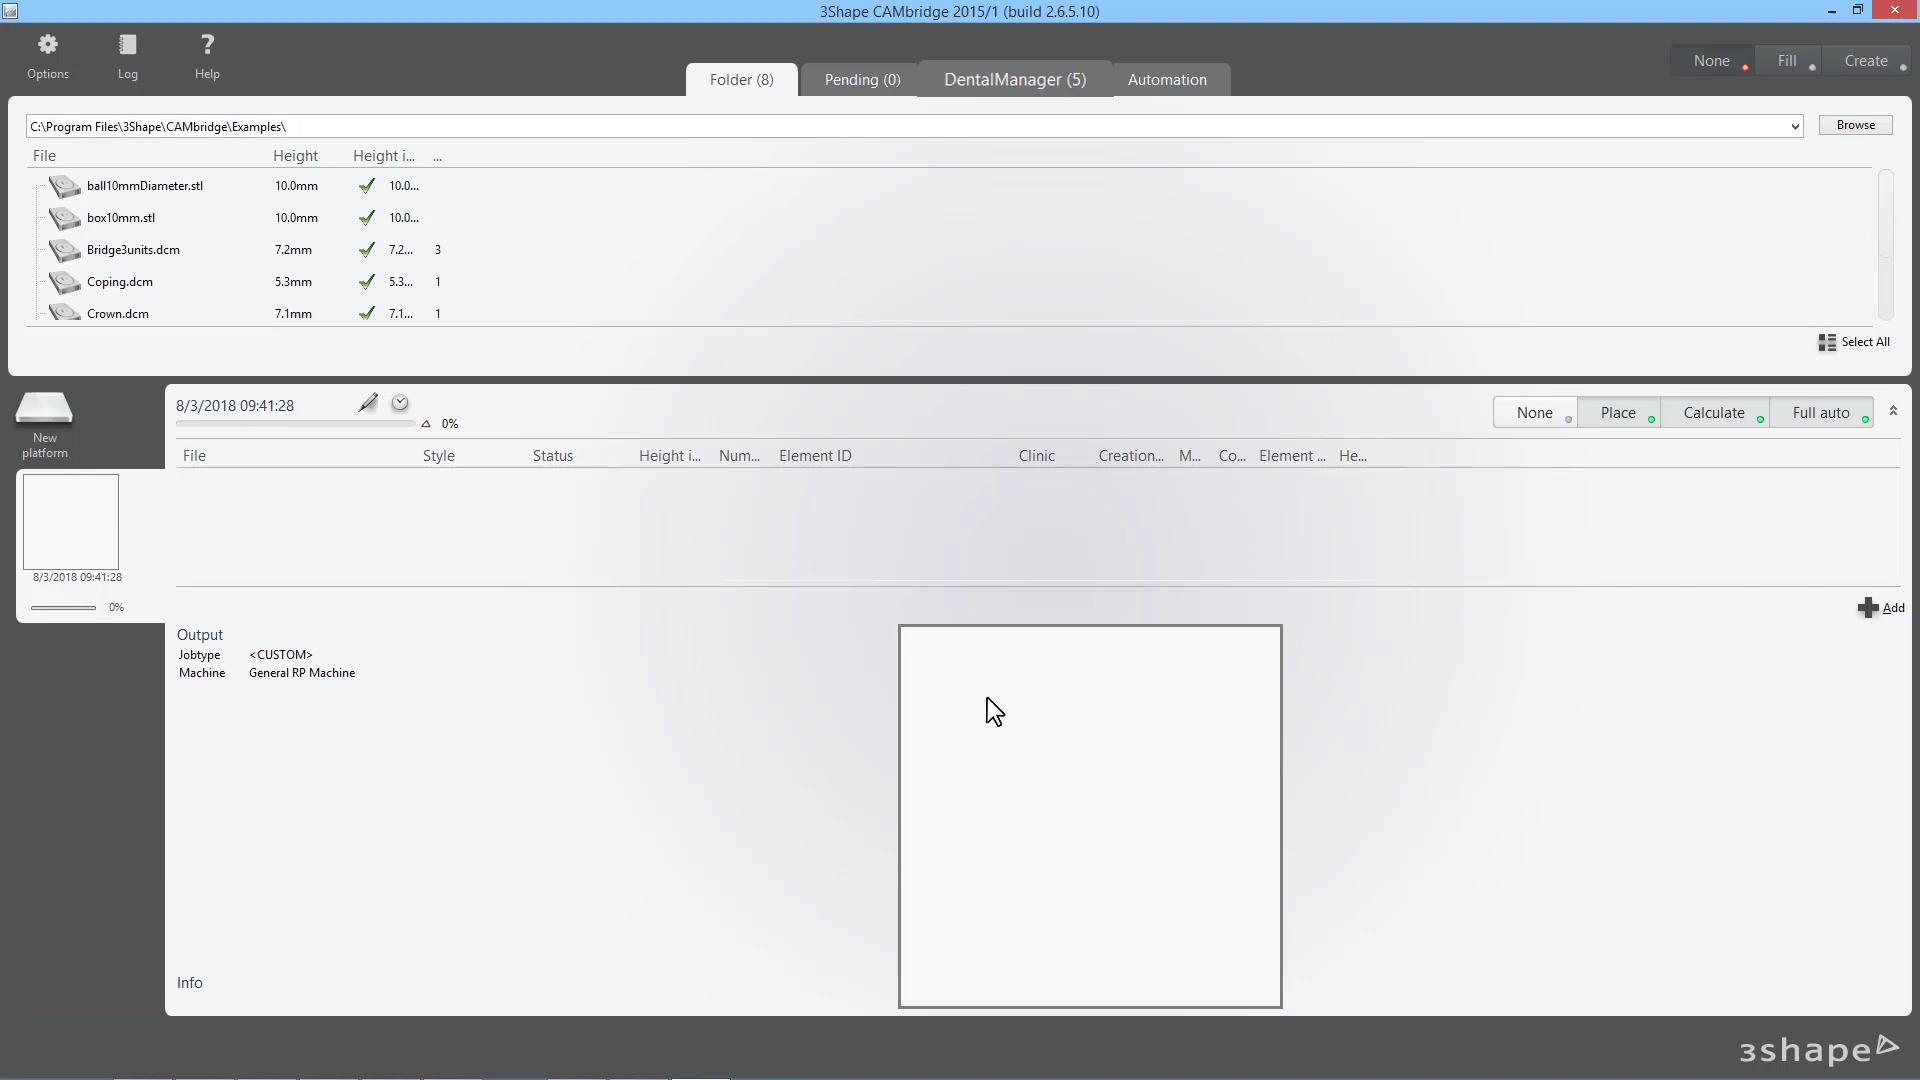 3Shape CAMbridge 2015/1 (build 2.6.5.10)
Options
Log
Help
Folder (8)
Pending (0)
DentalManager (5)
Automation
None
Fill
Create
C:\Program Files\3Shape\CAMbridge\Examples\
Browse
File Height Height i... ...
ball10mmDiameter.stl 10.0mm 10.0...
box10mm.stl 10.0mm 10.0...
Bridge3units.dcm 7.2mm 7.2... 3
Coping.dcm 5.3mm 5.3... 1
Crown.dcm 7.1mm 7.1... 1
Select All
New
platform
8/3/2018 09:41:28
0%
8/3/2018 09:41:28
0%
None
Place
Calculate
Full auto
File Style Status Height i... Num... Element ID Clinic Creation... M... Co... Element ... He...
Add
Output
Jobtype <CUSTOM>
Machine General RP Machine
Info
3shape